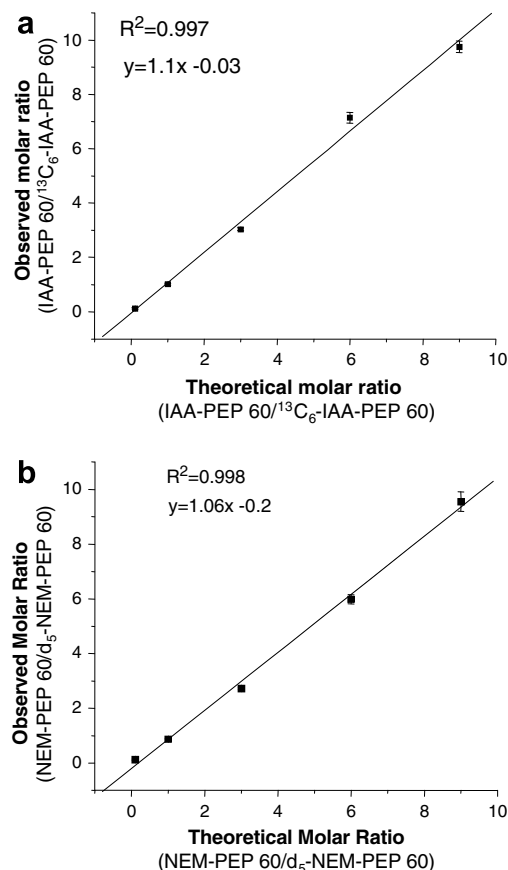 a
R²=0.997
y=1.1x -0.03
10
8
6
4
2
0
Observed molar ratio
(IAA-PEP 60/¹³C₆-IAA-PEP 60)
0 2 4 6 8 10
Theoretical molar ratio
(IAA-PEP 60/¹³C₆-IAA-PEP 60)
b
R²=0.998
y=1.06x -0.2
10
8
6
4
2
0
Observed Molar Ratio
(NEM-PEP 60/d₅-NEM-PEP 60)
0 2 4 6 8 10
Theoretical Molar Ratio
(NEM-PEP 60/d₅-NEM-PEP 60)